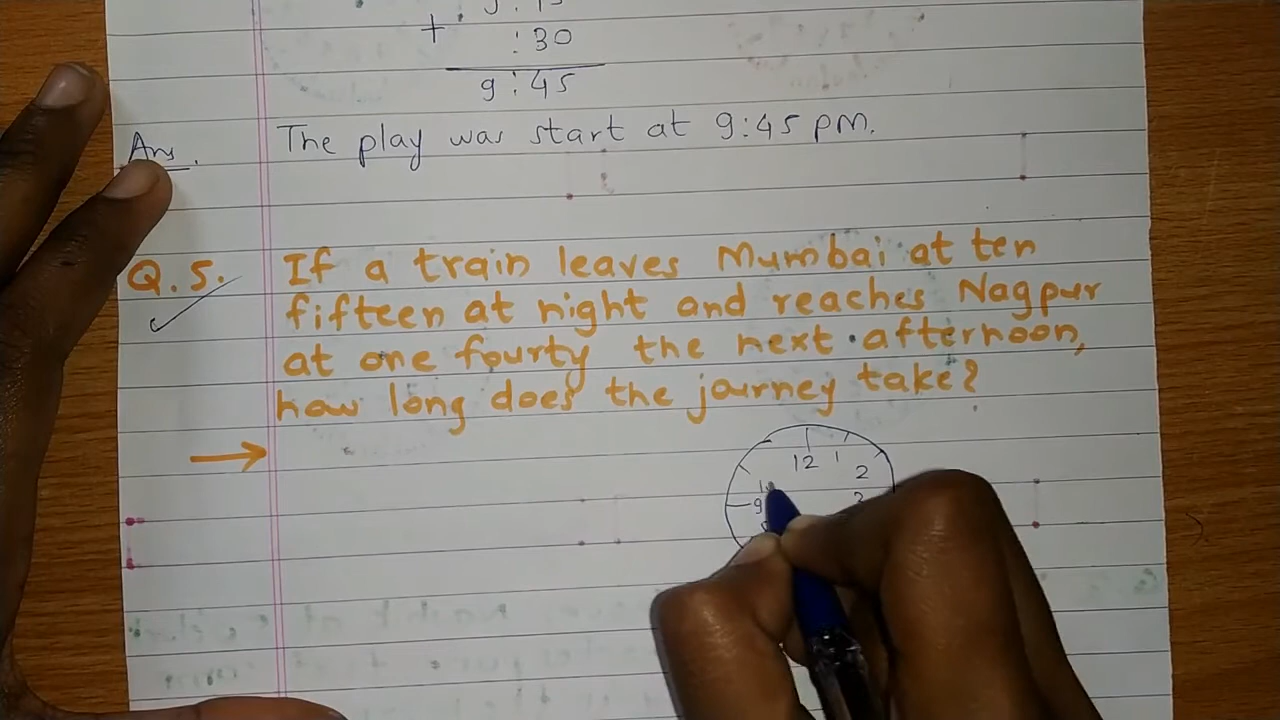 + :30
9:45
Ans. The play was start at 9:45 pm.
Q.5. If a train leaves Mumbai at ten
fifteen at night and reaches Nagpur
at one fourty the next afternoon,
how long does the journey take?
12 1
2
9